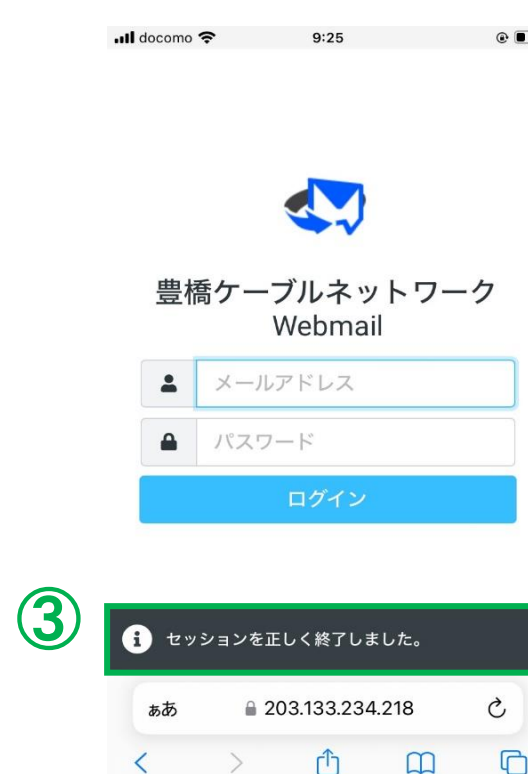 docomo 9:25
豊橋ケーブルネットワーク
Webmail
メールアドレス
パスワード
ログイン
③
セッションを正しく終了しました。
ぁあ 203.133.234.218